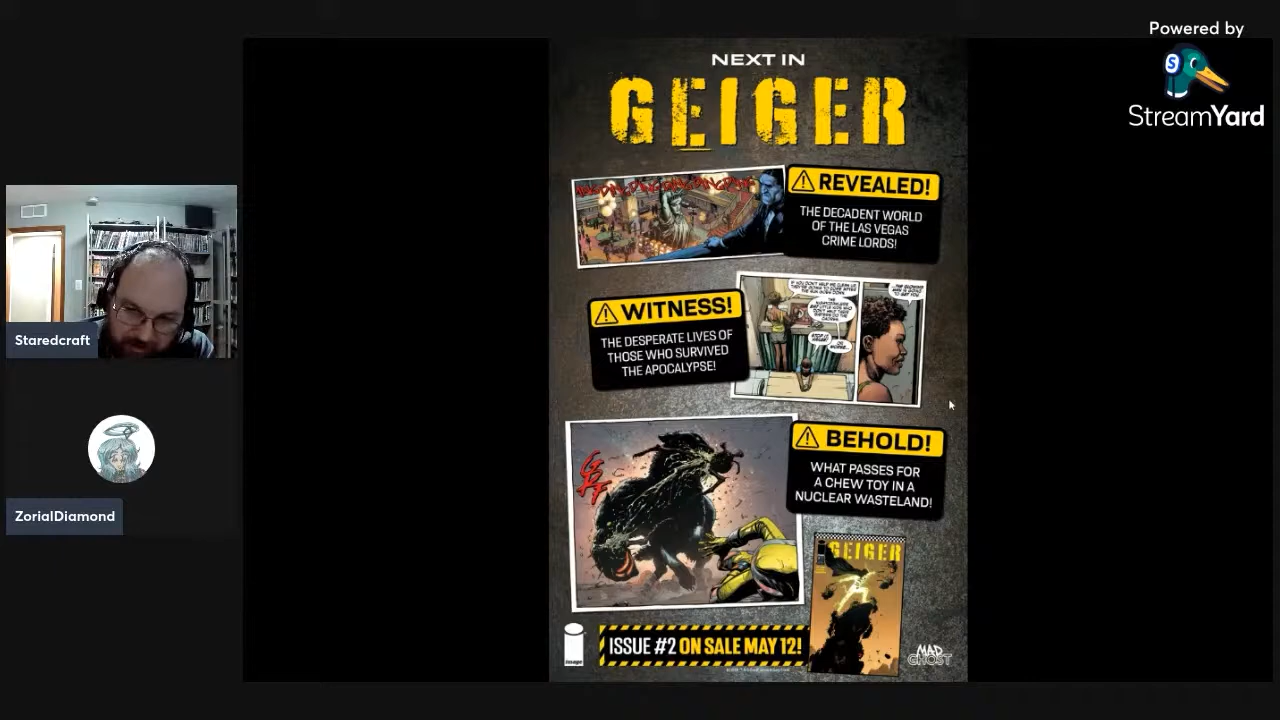 Powered by
StreamYard
NEXT IN
GEIGER
REVEALED!
THE DECADENT WORLD
OF THE LAS VEGAS
CRIME LORDS!
WITNESS!
THE DESPERATE LIVES OF
THOSE WHO SURVIVED
THE APOCALYPSE!
Staredcraft
BEHOLD!
WHAT PASSES FOR
A CHEW TOY IN A
NUCLEAR WASTELAND!
ZorialDiamond
GEIGER
ISSUE #2 ON SALE MAY 12!
image
MAD
GHOST